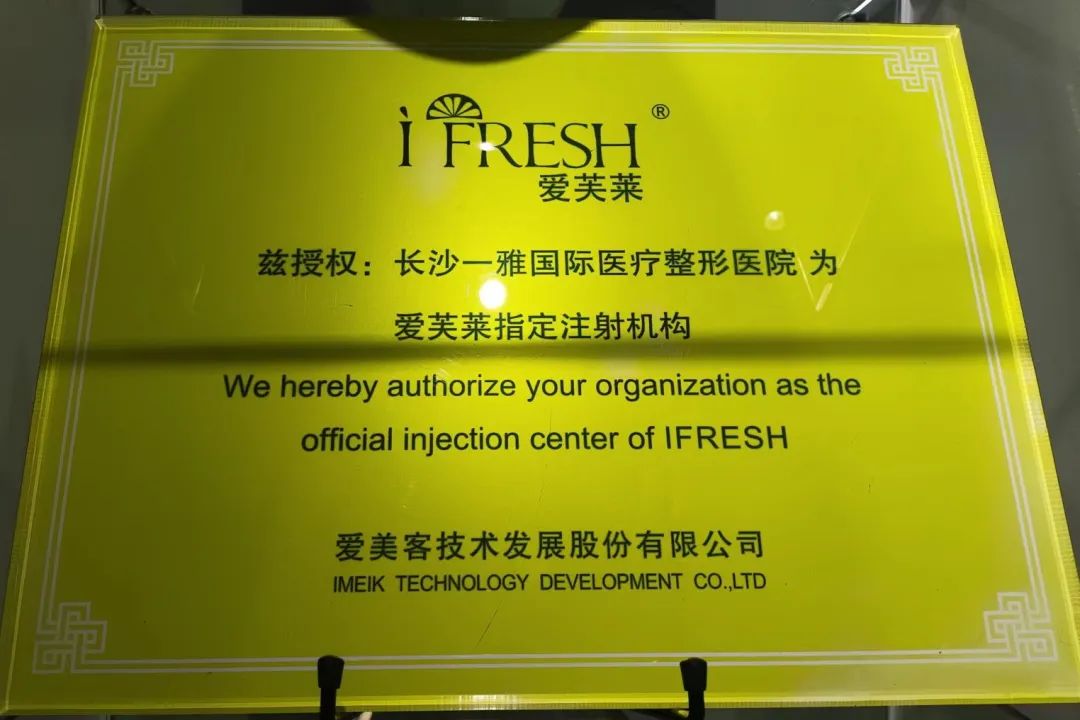 ÌFRESH®
爱芙莱
兹授权：长沙一雅国际医疗整形医院 为
爱芙莱指定注射机构
We hereby authorize your organization as the
official injection center of IFRESH
爱美客技术发展股份有限公司
IMEIK TECHNOLOGY DEVELOPMENT CO.,LTD